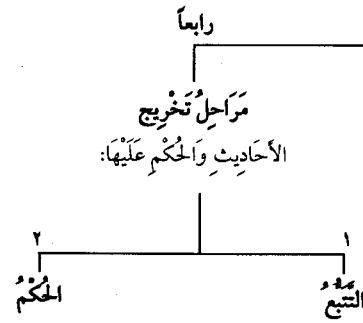 رابعاً
مَرَاحِلُ تَخْرِيجِ
الأَحَادِيثِ وَالحُكْمِ عَلَيْهَا:
١ ٢
التَّتَبُّعُ الحُكْمُ